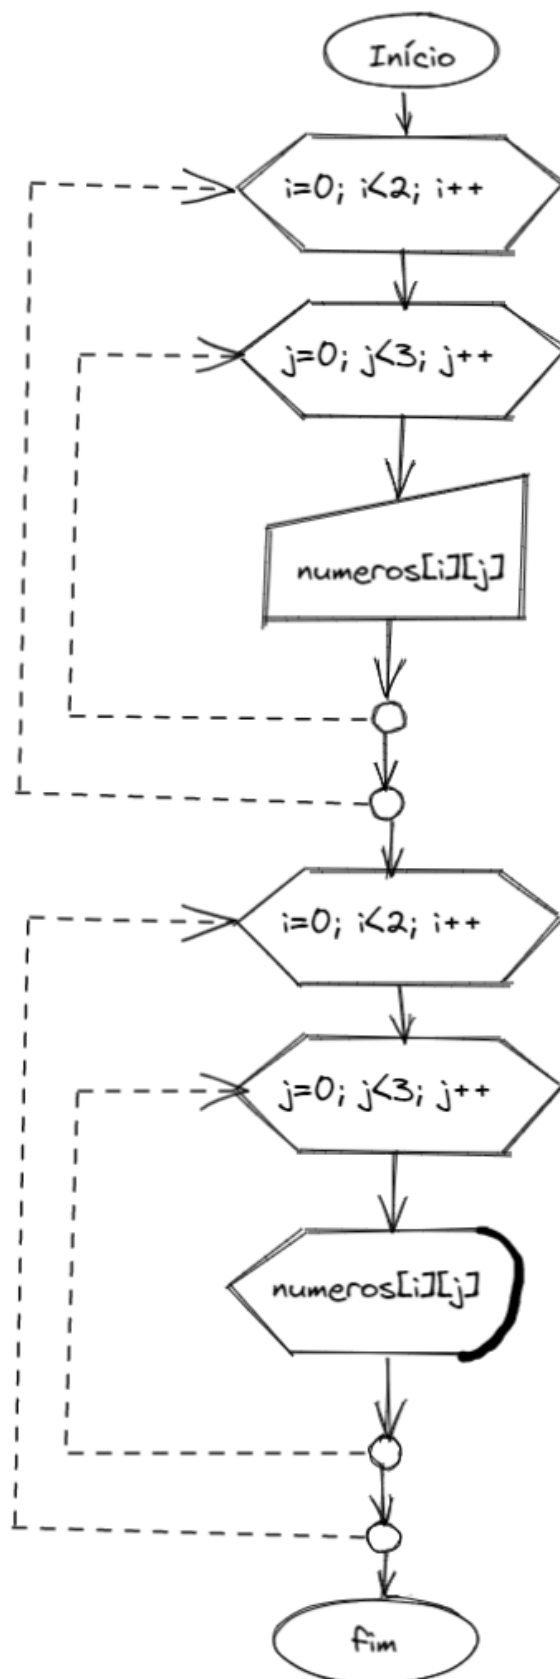 Início
i=0; i<2; i++
j=0; j<3; j++
numeros[i][j]
i=0; i<2; i++
j=0; j<3; j++
numeros[i][j]
fim